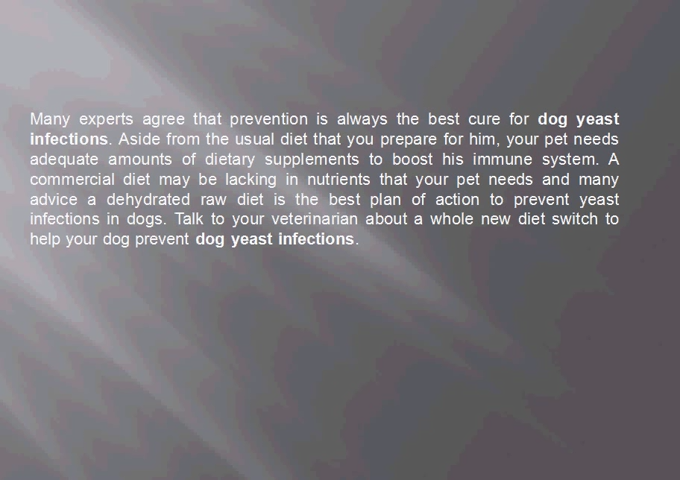 Many experts agree that prevention is always the best cure for dog yeast
infections. Aside from the usual diet that you prepare for him, your pet needs
adequate amounts of dietary supplements to boost his immune system. A
commercial diet may be lacking in nutrients that your pet needs and many
advice a dehydrated raw diet is the best plan of action to prevent yeast
infections in dogs. Talk to your veterinarian about a whole new diet switch to
help your dog prevent dog yeast infections.